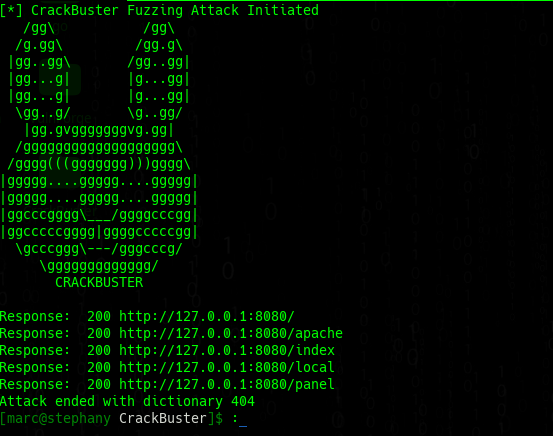 [*] CrackBuster Fuzzing Attack Initiated
   /gg\           /gg\
  /g.gg\         /gg.g\
 |gg..gg\       /gg..gg|
 |gg...g|       |g...gg|
 |gg...g|       |g...gg|
  \gg..g/       \g..gg/
   |gg.gvgggggggvg.gg|
  /ggggggggggggggggggg\
 /gggg(((ggggggg)))gggg\
|ggggg....ggggg....ggggg|
|ggggg....ggggg....ggggg|
|ggcccgggg\___/ggggcccgg|
|ggcccccgggg|ggggcccccgg|
  \gcccggg\---/gggcccg/
     \ggggggggggggg/
       CRACKBUSTER
Response:  200 http://127.0.0.1:8080/
Response:  200 http://127.0.0.1:8080/apache
Response:  200 http://127.0.0.1:8080/index
Response:  200 http://127.0.0.1:8080/local
Response:  200 http://127.0.0.1:8080/panel
Attack ended with dictionary 404
[marc@stephany CrackBuster]$ :_